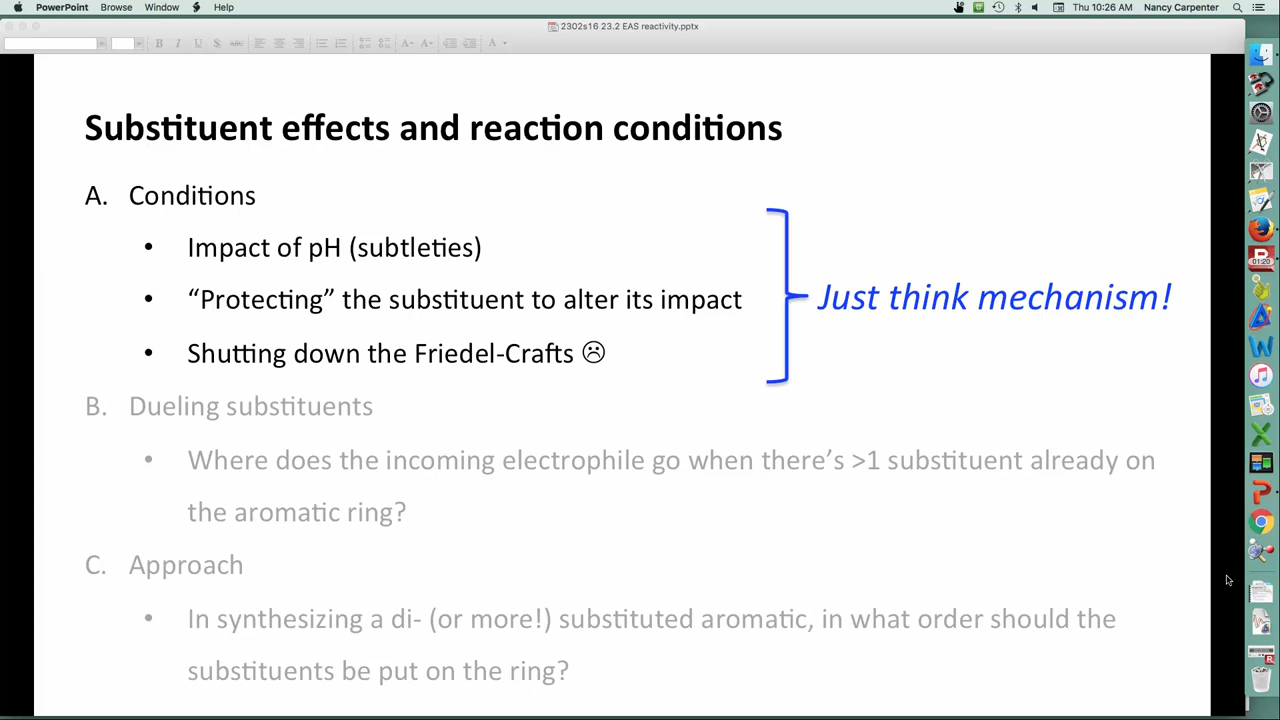 PowerPoint Browse Window Help Thu 10:26 AM Nancy Carpenter
2302s16 23.2 EAS reactivity.pptx
B I U S ABC A A A
Substituent effects and reaction conditions
A. Conditions
• Impact of pH (subtleties)
• “Protecting” the substituent to alter its impact
Just think mechanism!
• Shutting down the Friedel-Crafts ☹
B. Dueling substituents
• Where does the incoming electrophile go when there’s >1 substituent already on
the aromatic ring?
C. Approach
• In synthesizing a di- (or more!) substituted aromatic, in what order should the
substituents be put on the ring?
01:20